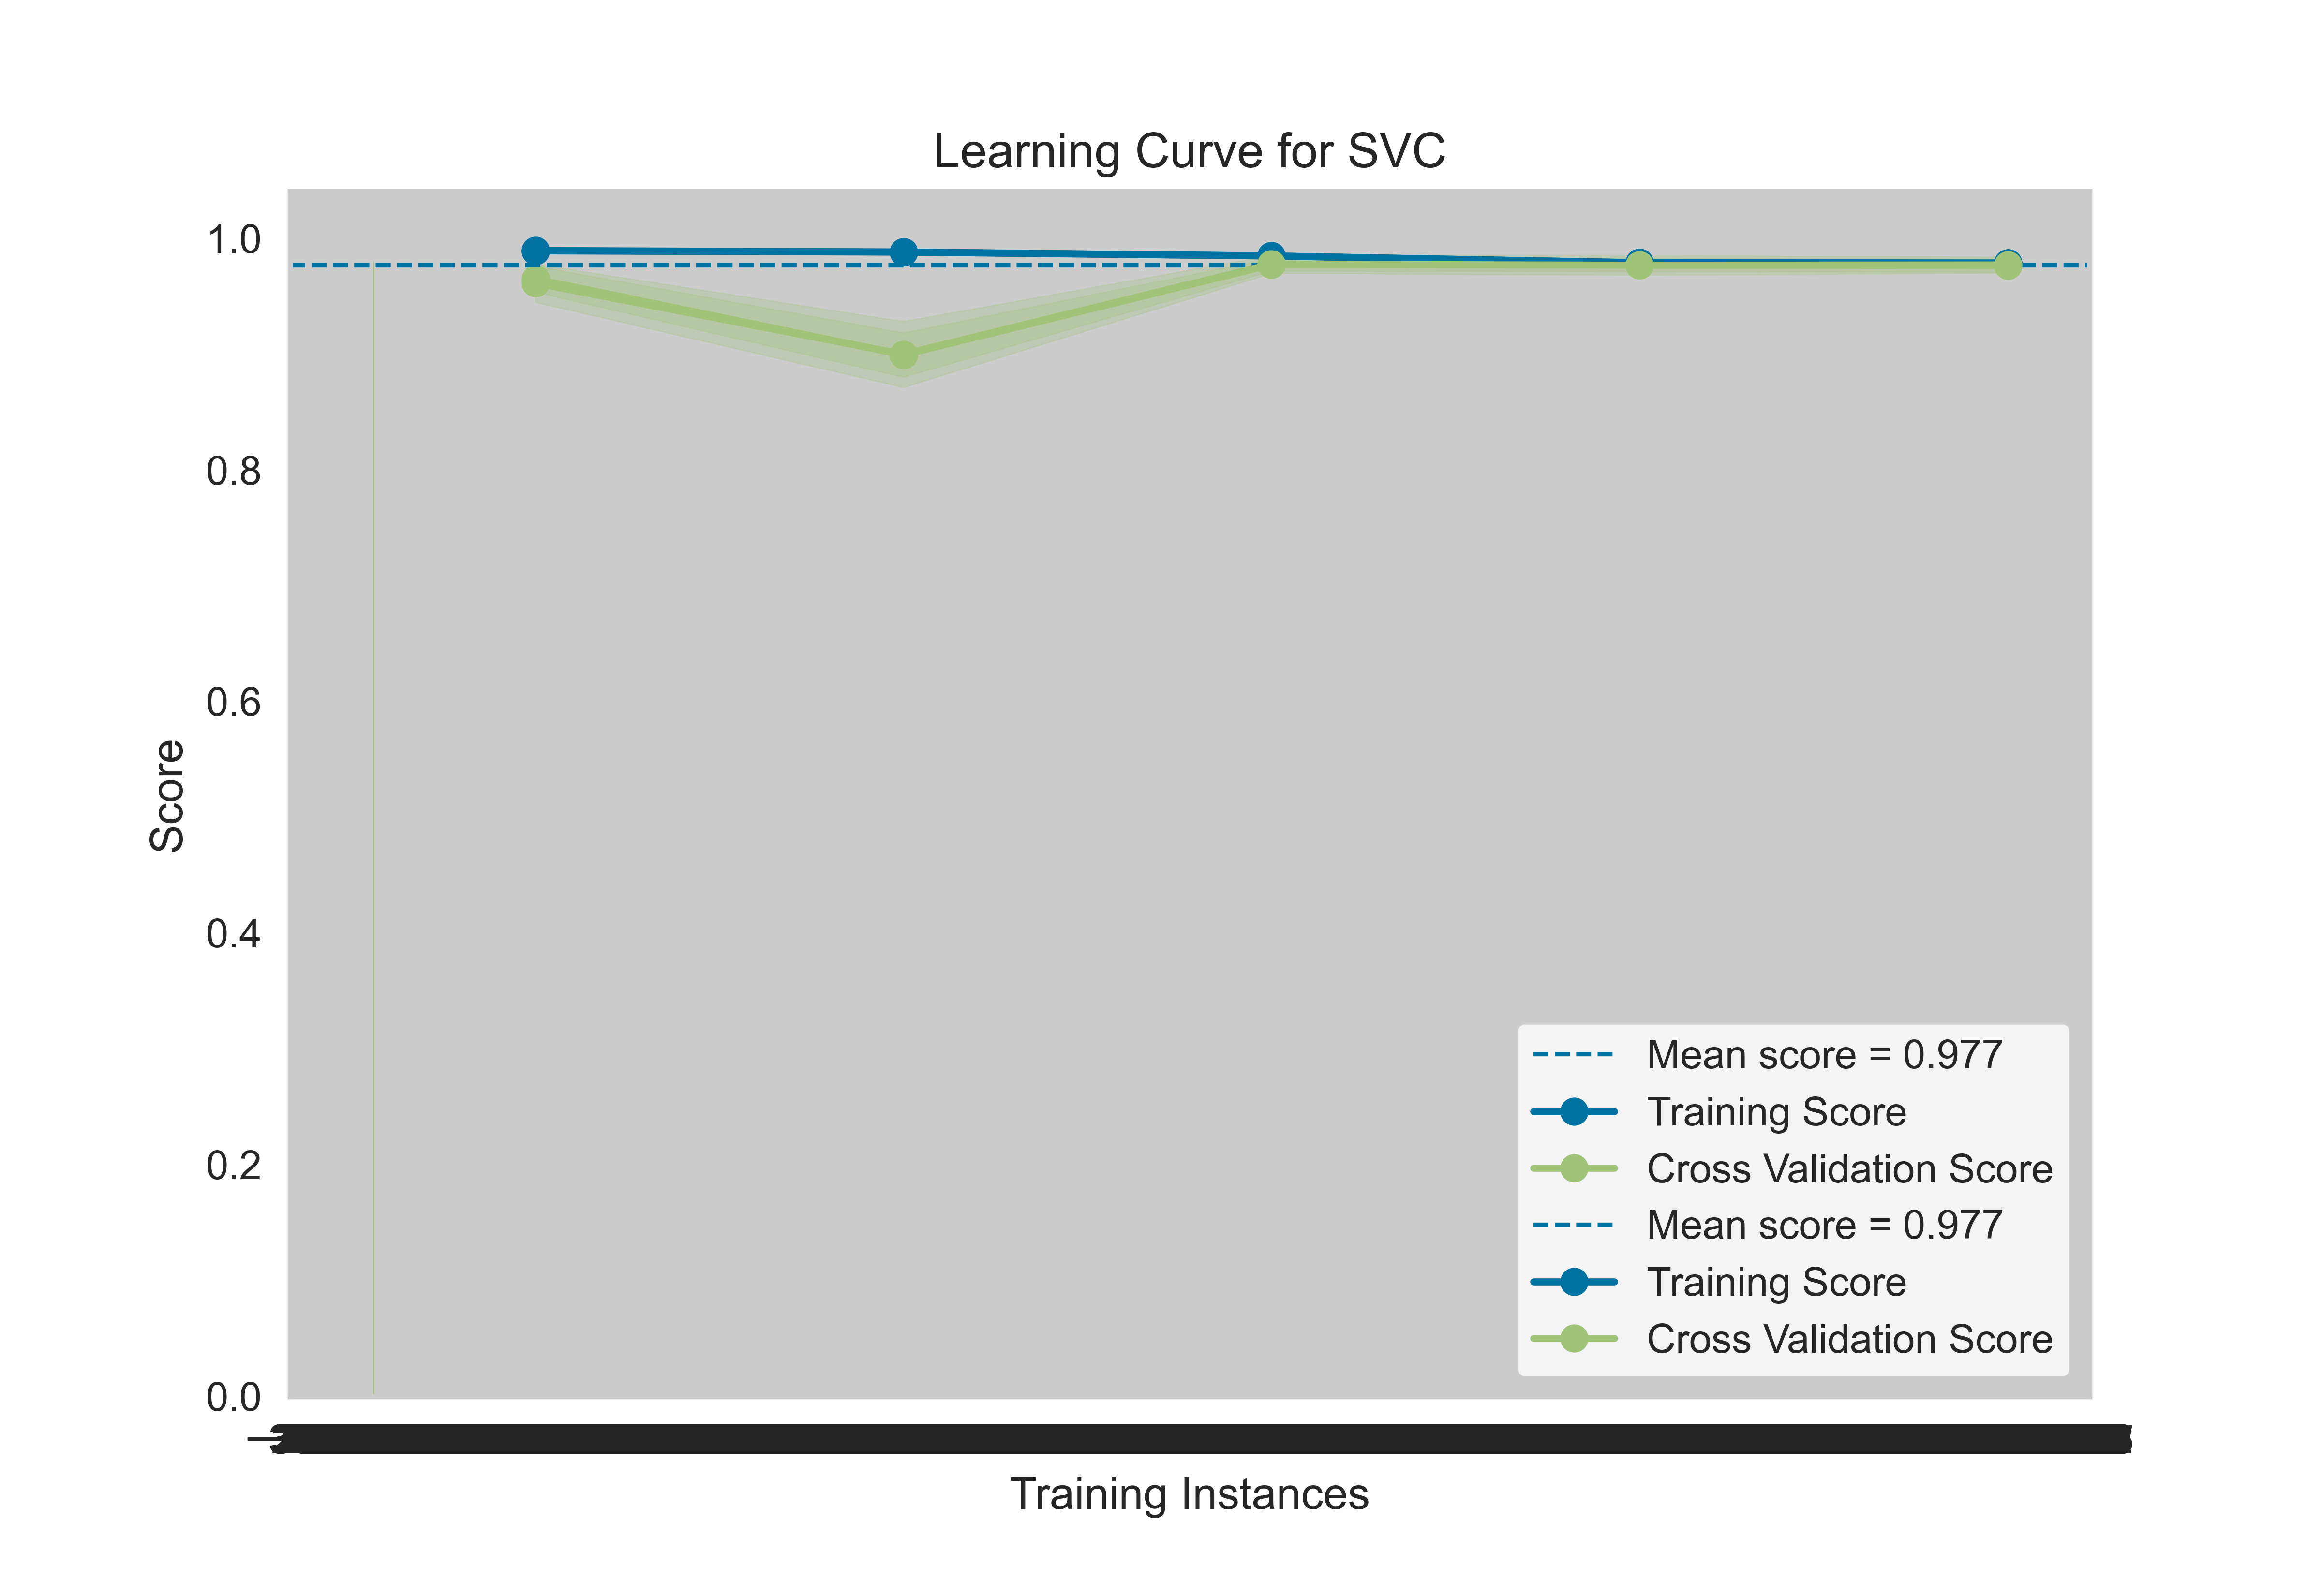 Learning Curve for SVC
1.0
0.8
0.6
0.4
0.2
0.0
Score
Mean score = 0.977
Training Score
Cross Validation Score
Mean score = 0.977
Training Score
Cross Validation Score
Training Instances